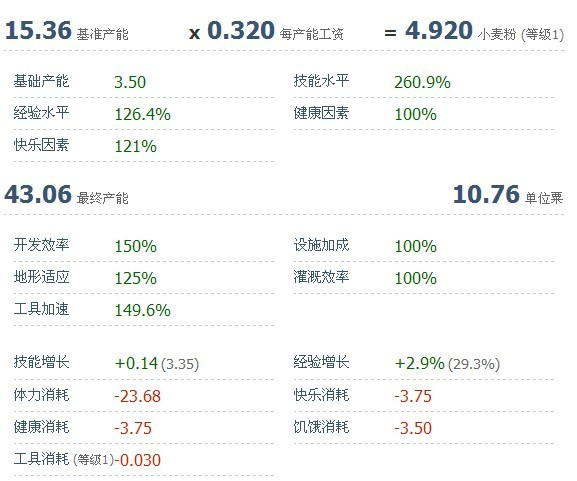 15.36 基准产能 x 0.320 每产能工资 = 4.920 小麦粉 (等级1)
基础产能 3.50 技能水平 260.9%
经验水平 126.4% 健康因素 100%
快乐因素 121%
43.06 最终产能 10.76 单位粟
开发效率 150% 设施加成 100%
地形适应 125% 灌溉效率 100%
工具加速 149.6%
技能增长 +0.14 (3.35) 经验增长 +2.9% (29.3%)
体力消耗 -23.68 快乐消耗 -3.75
健康消耗 -3.75 饥饿消耗 -3.50
工具消耗 (等级1) -0.030